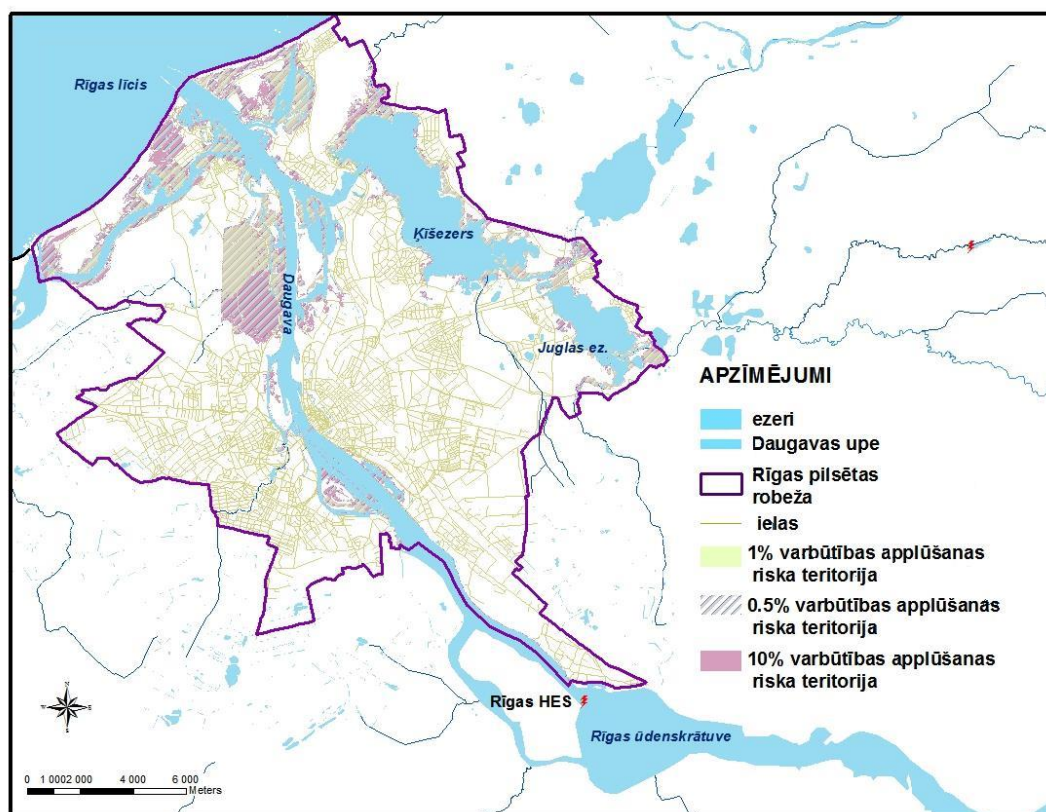 Rīgas līcis
Ķīšezers
Daugava
Juglas ez.
APZĪMĒJUMI
ezeri
Daugavas upe
Rīgas pilsētas
robeža
ielas
1% varbūtības applūšanas
riska teritorija
0.5% varbūtības applūšanas
riska teritorija
10% varbūtības applūšanas
riska teritorija
Rīgas HES
Rīgas ūdenskrātuve
N
W E
S
0 1 0002 000 4 000 6 000
Meters